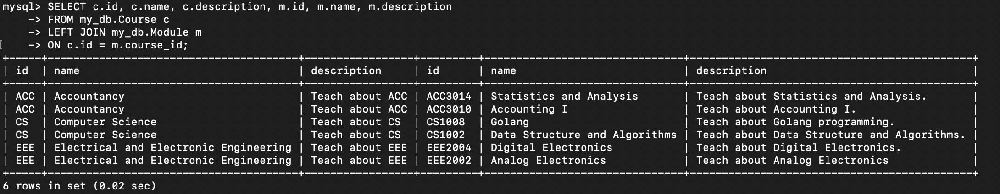 mysql> SELECT c.id, c.name, c.description, m.id, m.name, m.description
    -> FROM my_db.Course c
    -> LEFT JOIN my_db.Module m
    -> ON c.id = m.course_id;
+-----+---------------------------------------+-----------------+---------+-------------------------------+--------------------------------------------+
| id  | name                                  | description     | id      | name                          | description                                |
+-----+---------------------------------------+-----------------+---------+-------------------------------+--------------------------------------------+
| ACC | Accountancy                           | Teach about ACC | ACC3014 | Statistics and Analysis       | Teach about Statistics and Analysis.       |
| ACC | Accountancy                           | Teach about ACC | ACC3010 | Accounting I                  | Teach about Accounting I.                  |
| CS  | Computer Science                      | Teach about CS  | CS1008  | Golang                        | Teach about Golang programming.            |
| CS  | Computer Science                      | Teach about CS  | CS1002  | Data Structure and Algorithms | Teach about Data Structure and Algorithms. |
| EEE | Electrical and Electronic Engineering | Teach about EEE | EEE2004 | Digital Electronics           | Teach about Digital Electronics.           |
| EEE | Electrical and Electronic Engineering | Teach about EEE | EEE2002 | Analog Electronics            | Teach about Analog Electronics             |
+-----+---------------------------------------+-----------------+---------+-------------------------------+--------------------------------------------+
6 rows in set (0.02 sec)